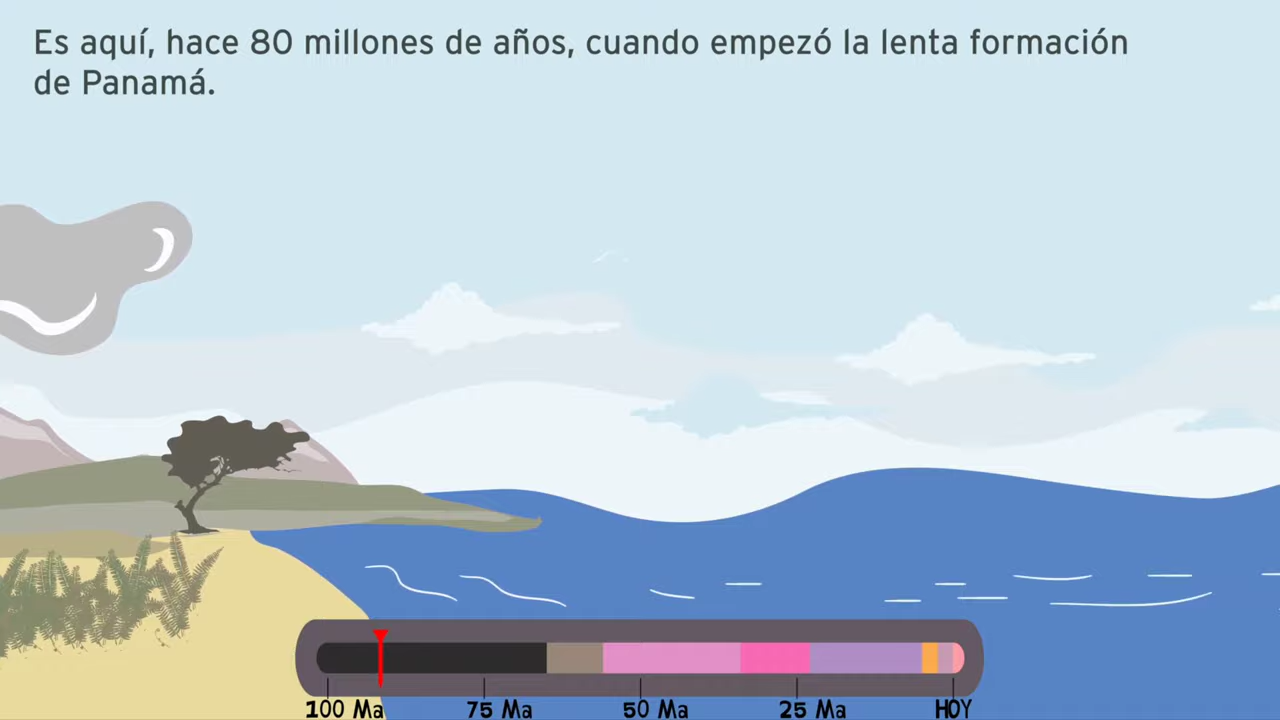 Es aquí, hace 80 millones de años, cuando empezó la lenta formación
de Panamá.
100 Ma 75 Ma 50 Ma 25 Ma HOY